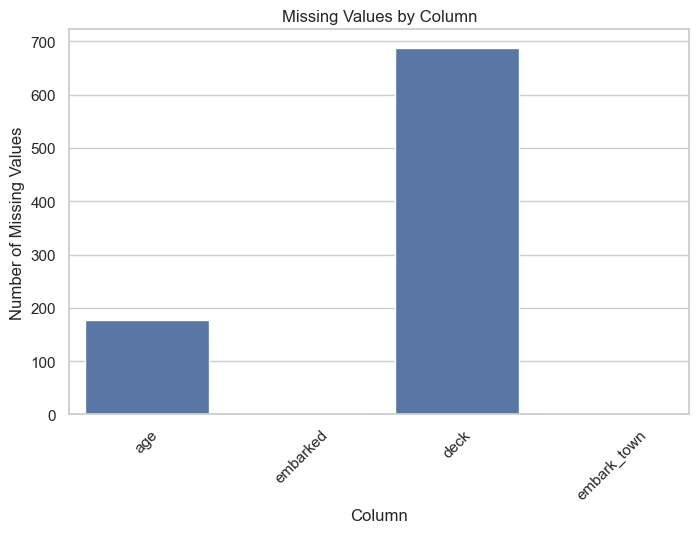 Missing Values by Column
Number of Missing Values
700
600
500
400
300
200
100
0
age
embarked
deck
embark_town
Column